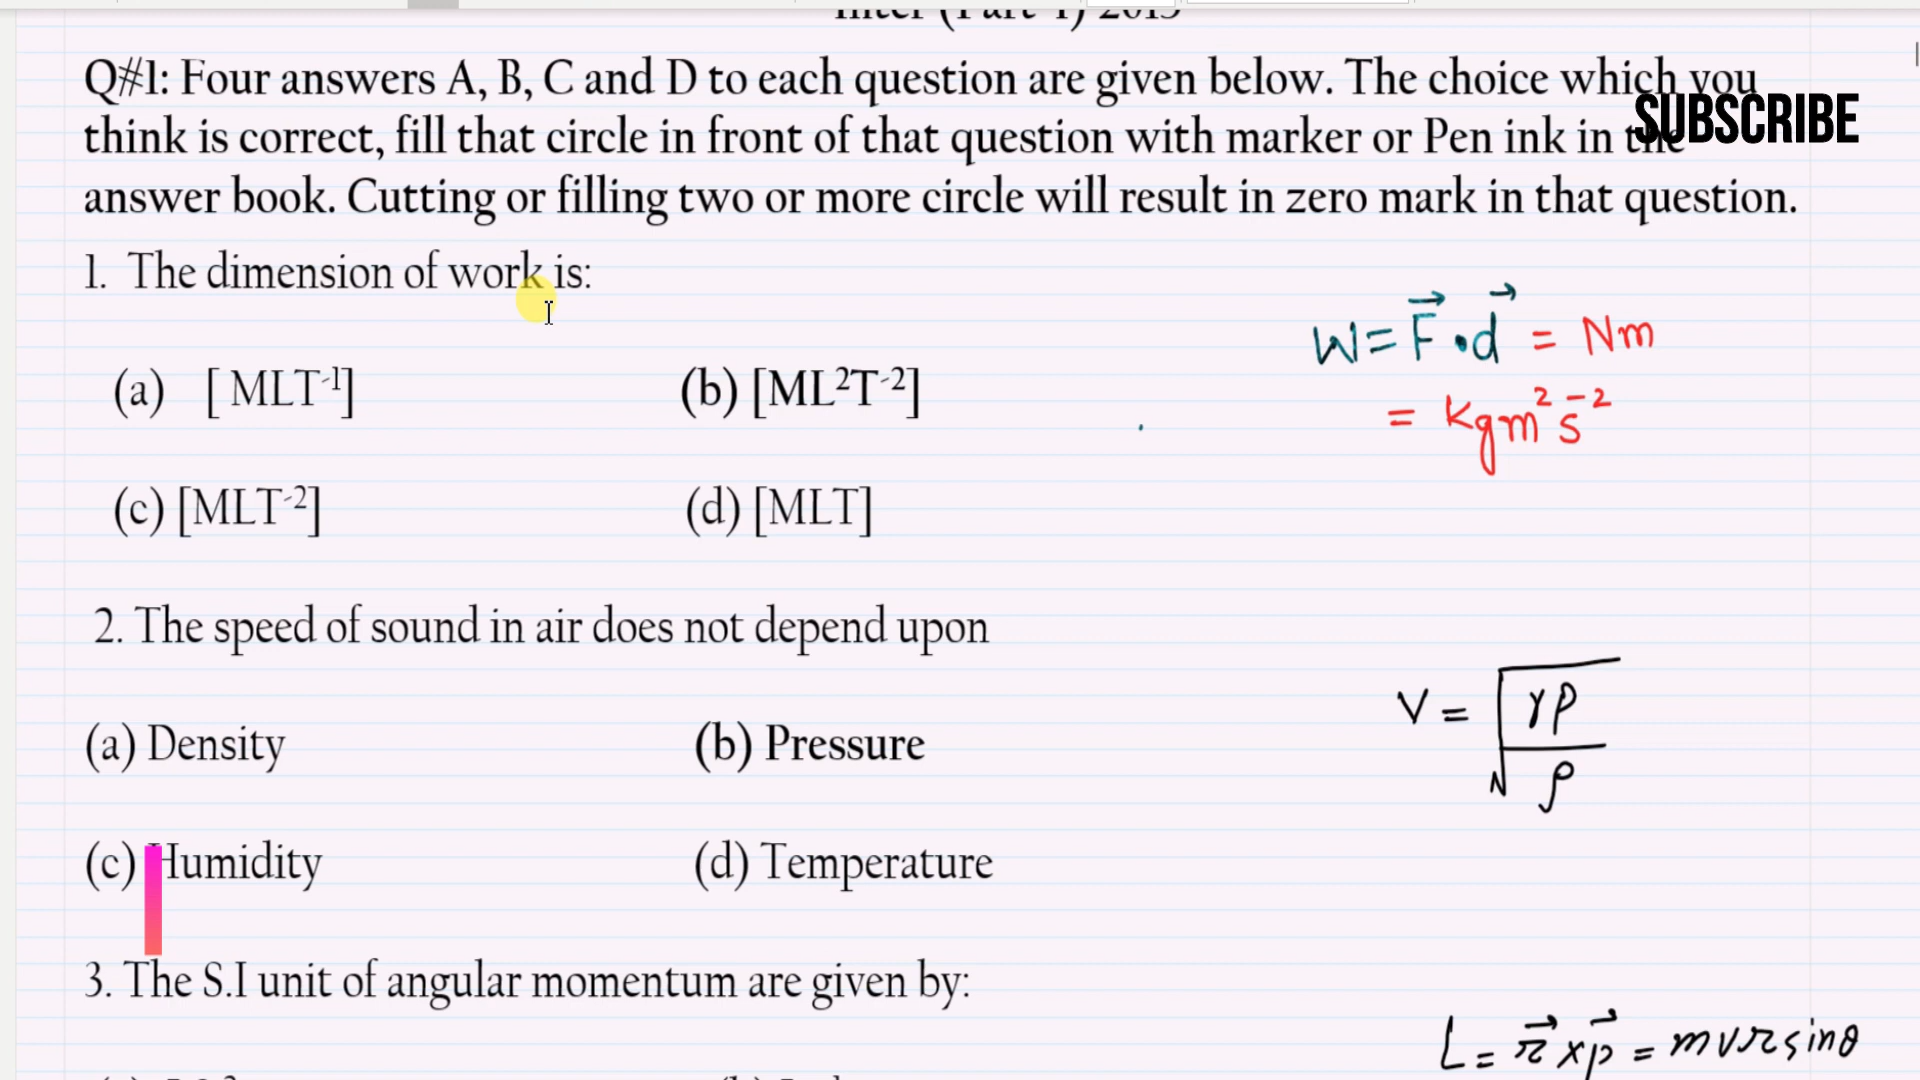 Inter (Part-I) 2015
Q#1: Four answers A, B, C and D to each question are given below. The choice which you
think is correct, fill that circle in front of that question with marker or Pen ink in the
SUBSCRIBE
answer book. Cutting or filling two or more circle will result in zero mark in that question.
1. The dimension of work is:
W = F⃗ . d⃗ = Nm
= kgm²s⁻²
(a) [ MLT⁻¹] (b) [ML²T⁻²]
(c) [MLT⁻²] (d) [MLT]
2. The speed of sound in air does not depend upon
V = √(γP/ρ)
(a) Density (b) Pressure
(c) Humidity (d) Temperature
3. The S.I unit of angular momentum are given by:
L = r⃗ x p⃗ = mvr sinθ